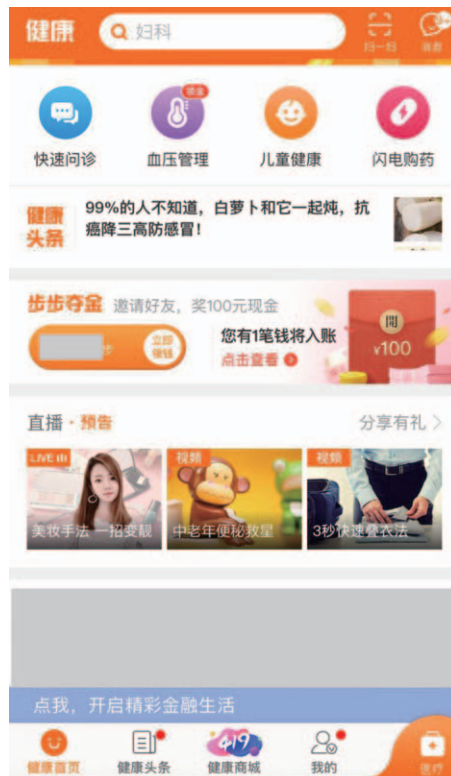 健康
妇科
扫一扫
消息
现金
快速问诊
血压管理
儿童健康
闪电购药
健康头条
99%的人不知道，白萝卜和它一起炖，抗
癌降三高防感冒！
步步夺金 邀请好友，奖100元现金
步
立即
领钱
您有1笔钱将入账
点击查看
開
¥100
直播·预告
分享有礼
LIVE
美妆手法 一招变靓
视频
中老年便秘救星
视频
3秒快速叠衣法
点我，开启精彩金融生活
健康首页
健康头条
419
健康商城
我的
医疗